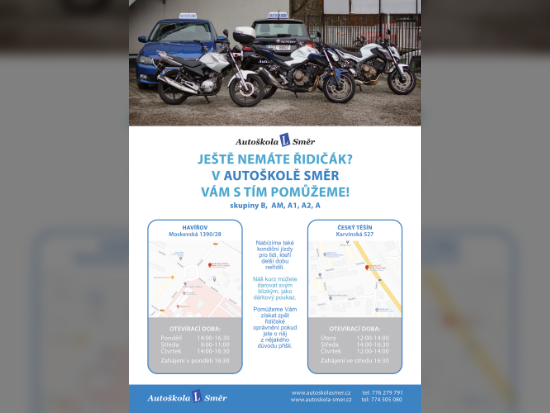 Autoškola L Směr
JEŠTĚ NEMÁTE ŘIDIČÁK?
V AUTOŠKOLE SMĚR
VÁM S TÍM POMŮŽEME!
skupiny B, AM, A1, A2, A
HAVÍŘOV
Moskevská 1390/28
OTEVÍRACÍ DOBA:
Pondělí 14:00-16:30
Středa 9:00-11:00
Čtvrtek 14:00-16:30
Zahájení v pondělí 16:30
Nabízíme také
kondiční jízdy
pro lidi, kteří
delší dobu
neřídili.
Náš kurz můžete
darovat svým
blízkým, jako
dárkový poukaz.
Pomůžeme Vám
získat zpět
řidičské
oprávnění pokud
jste o něj
z nějakého
důvodu přišli.
ČESKÝ TĚŠÍN
Karvinská 527
OTEVÍRACÍ DOBA:
Úterý 12:00-14:00
Středa 14:00-16:30
Čtvrtek 12:00-14:00
Zahájení ve středu 16:30
Autoškola L Směr
www.autoskolasmer.cz tel: 776 279 791
www.autoskola-smer.cz tel: 774 505 080